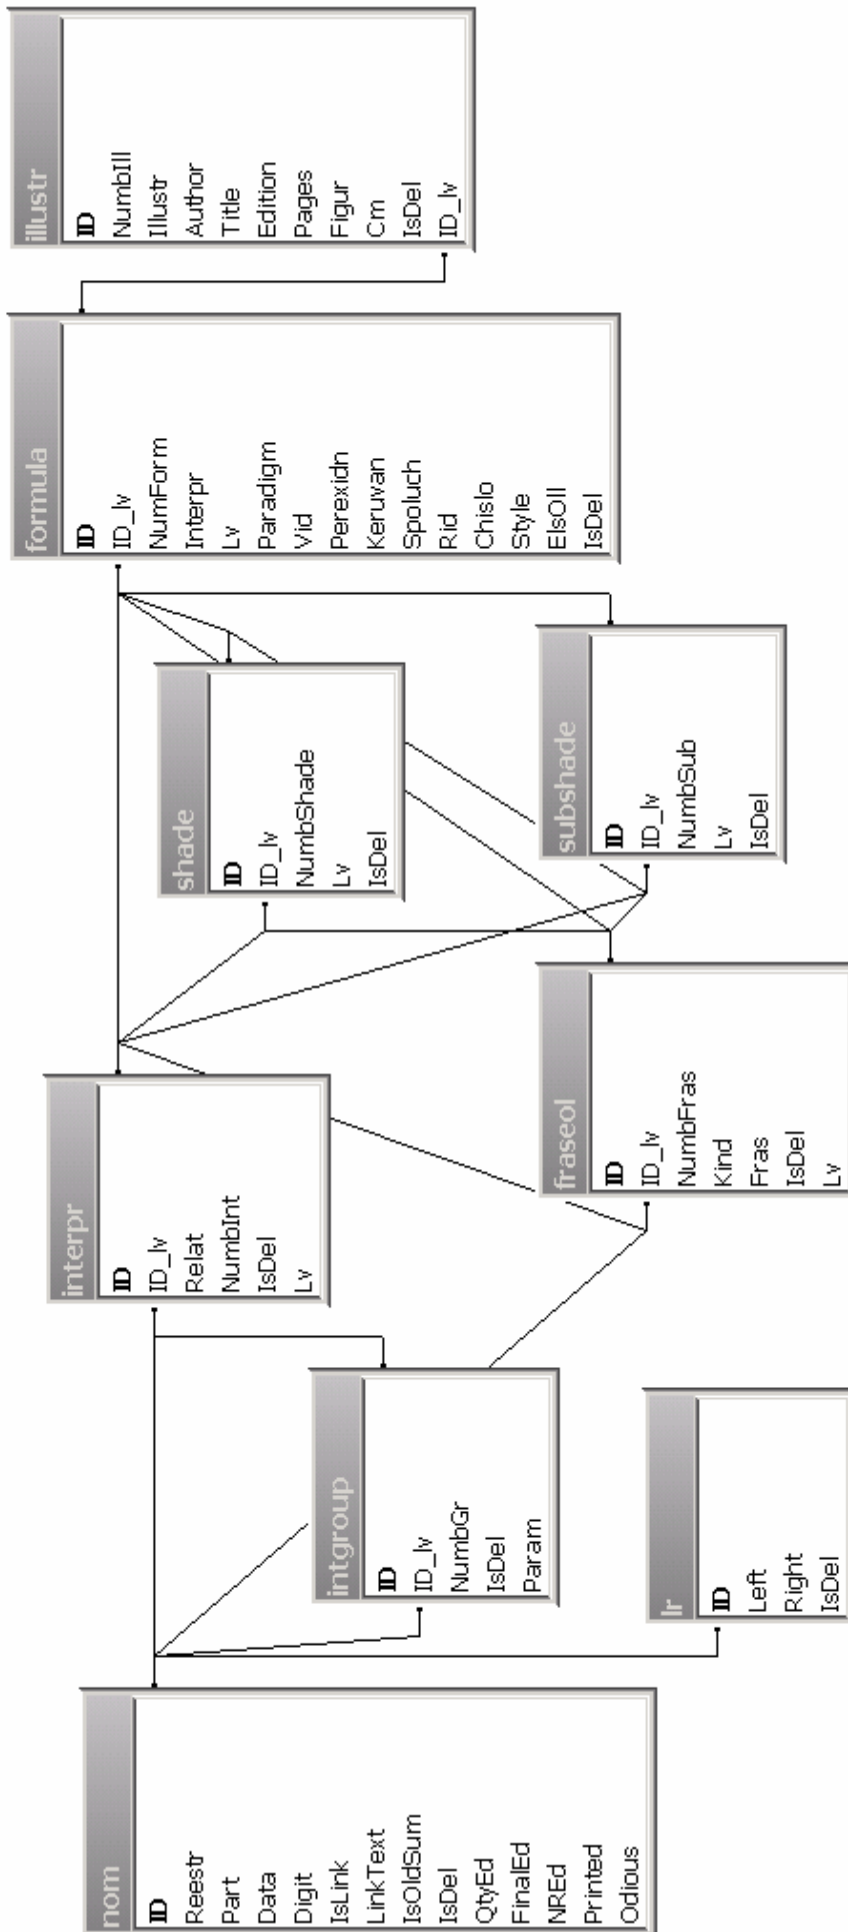 nom
ID
Reestr
Part
Data
Digit
IsLink
LinkText
IsOldSum
IsDel
QtyEd
FinalEd
NREd
Printed
Odious
intgroup
ID
ID_lv
NumbGr
IsDel
Param
lr
ID
Left
Right
IsDel
interpr
ID
ID_lv
Relat
NumbInt
IsDel
Lv
fraseol
ID
ID_lv
NumbFras
Kind
Fras
IsDel
Lv
shade
ID
ID_lv
NumbShade
Lv
IsDel
subshade
ID
ID_lv
NumbSub
Lv
IsDel
formula
ID
ID_lv
NumForm
Interpr
Lv
Paradigm
Vid
Perexidn
Keruvan
Spoluch
Rid
Chislo
Style
ElsOll
IsDel
illustr
ID
NumbIll
Illustr
Author
Title
Edition
Pages
Figur
Cm
IsDel
ID_lv